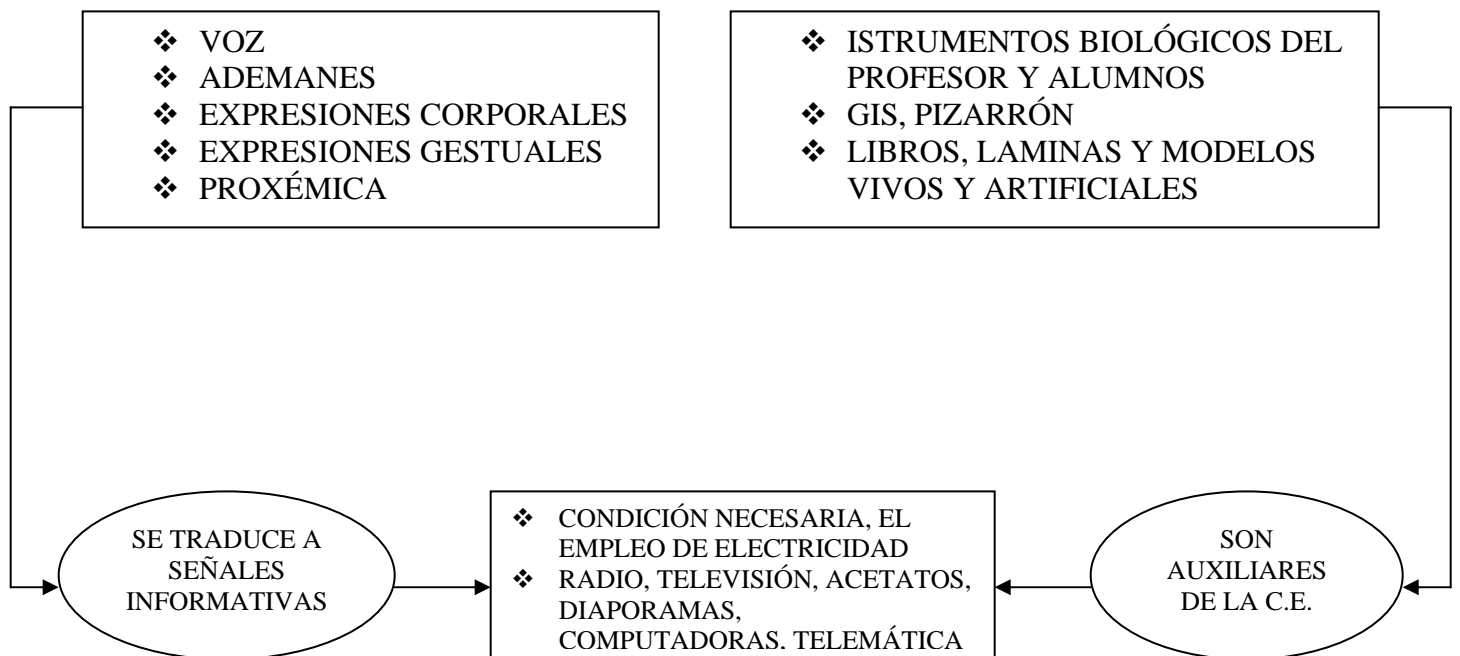 ❖ VOZ
❖ ADEMANES
❖ EXPRESIONES CORPORALES
❖ EXPRESIONES GESTUALES
❖ PROXÉMICA
❖ ISTRUMENTOS BIOLÓGICOS DEL
PROFESOR Y ALUMNOS
❖ GIS, PIZARRÓN
❖ LIBROS, LAMINAS Y MODELOS
VIVOS Y ARTIFICIALES
SE TRADUCE A
SEÑALES
INFORMATIVAS
❖ CONDICIÓN NECESARIA, EL
EMPLEO DE ELECTRICIDAD
❖ RADIO, TELEVISIÓN, ACETATOS,
DIAPORAMAS,
COMPUTADORAS, TELEMÁTICA
SON
AUXILIARES
DE LA C.E.